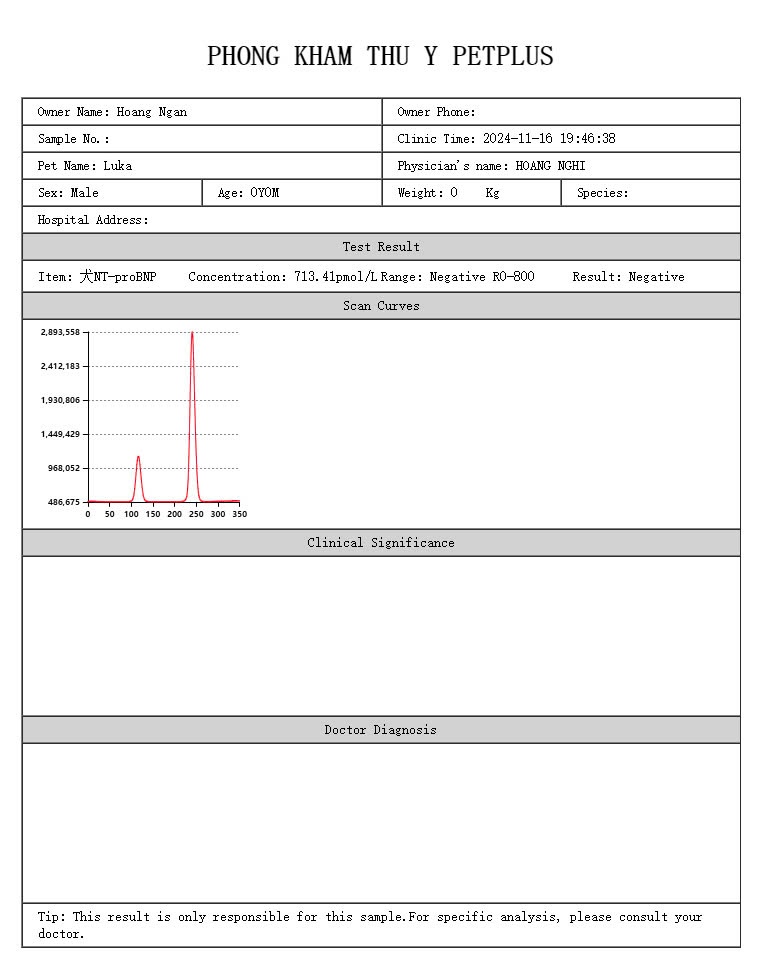 PHONG KHAM THU Y PETPLUS
Owner Name: Hoang Ngan Owner Phone:
Sample No.: Clinic Time: 2024-11-16 19:46:38
Pet Name: Luka Physician's name: HOANG NGHI
Sex: Male Age: 0Y0M Weight: 0 Kg Species:
Hospital Address:
Test Result
Item: 犬NT-proBNP Concentration: 713.41pmol/L Range: Negative R0-800 Result: Negative
Scan Curves
2,893,558
2,412,183
1,930,806
1,449,429
968,052
486,675
0 50 100 150 200 250 300 350
Clinical Significance
Doctor Diagnosis
Tip: This result is only responsible for this sample.For specific analysis, please consult your
doctor.